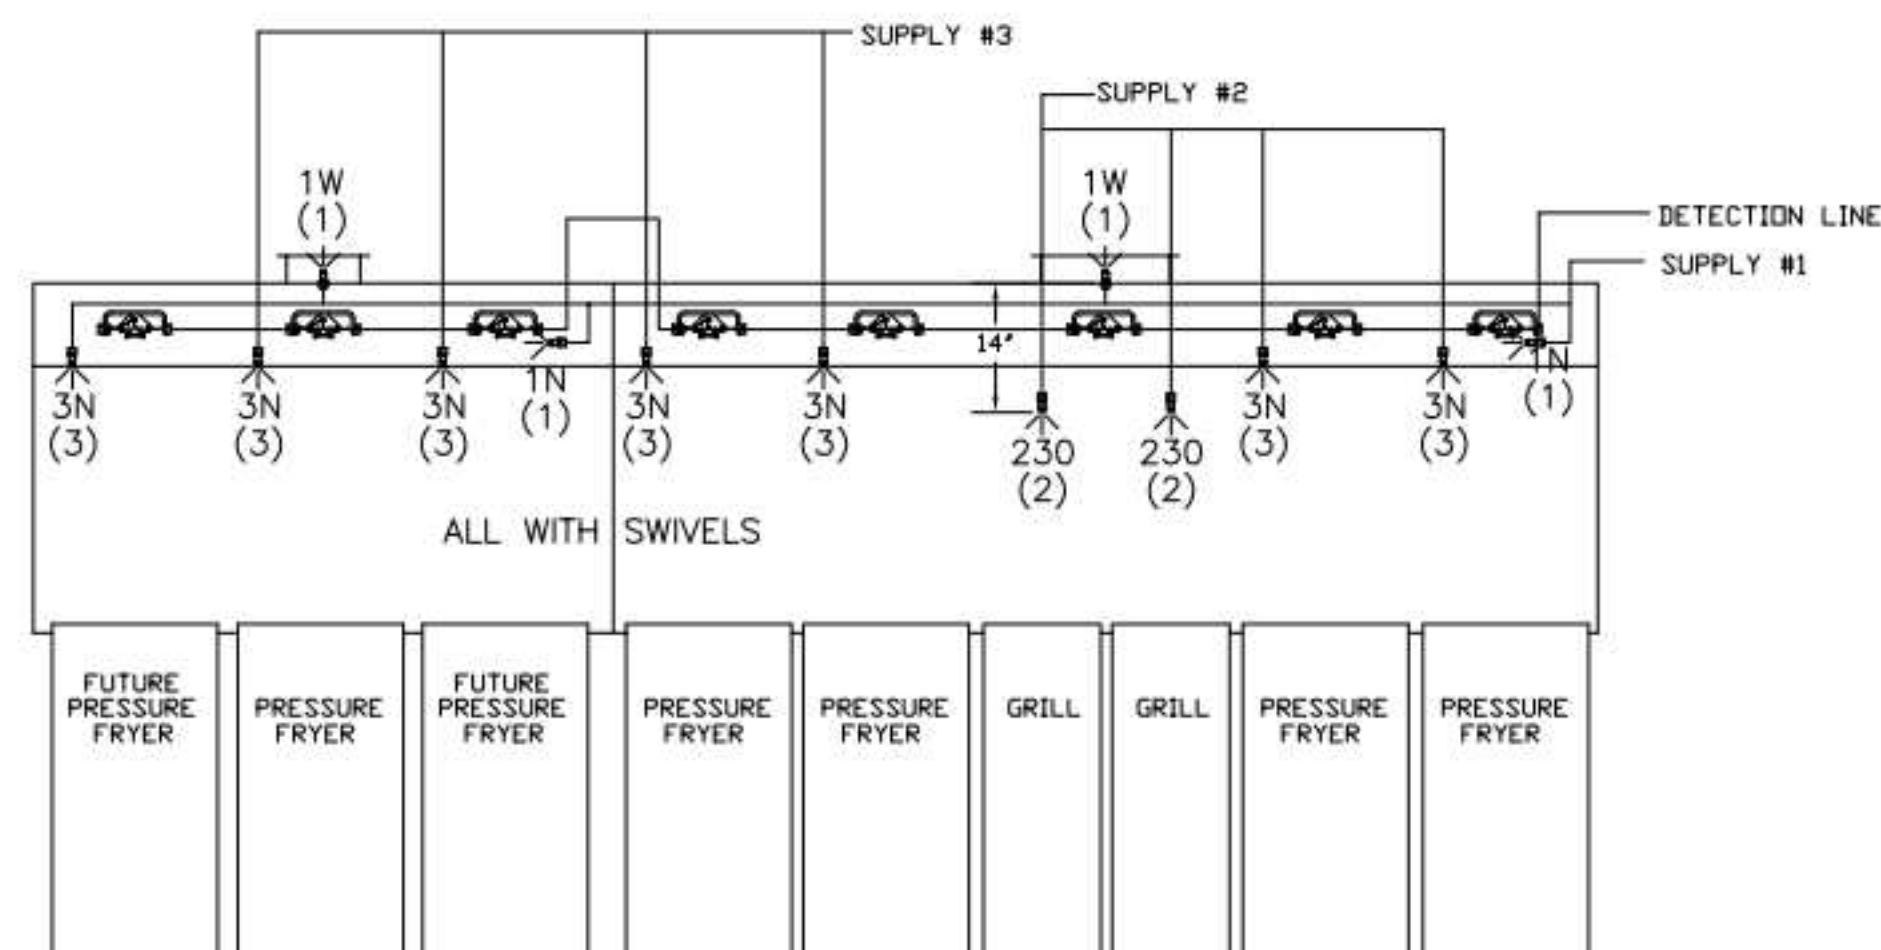 SUPPLY #3
SUPPLY #2
1W
(1)
1W
(1)
DETECTION LINE
SUPPLY #1
14"
3N
(3)
3N
(3)
3N
(3)
1N
(1)
3N
(3)
3N
(3)
230
(2)
230
(2)
3N
(3)
3N
(3)
1N
(1)
ALL WITH SWIVELS
FUTURE
PRESSURE
FRYER
PRESSURE
FRYER
FUTURE
PRESSURE
FRYER
PRESSURE
FRYER
PRESSURE
FRYER
GRILL
GRILL
PRESSURE
FRYER
PRESSURE
FRYER